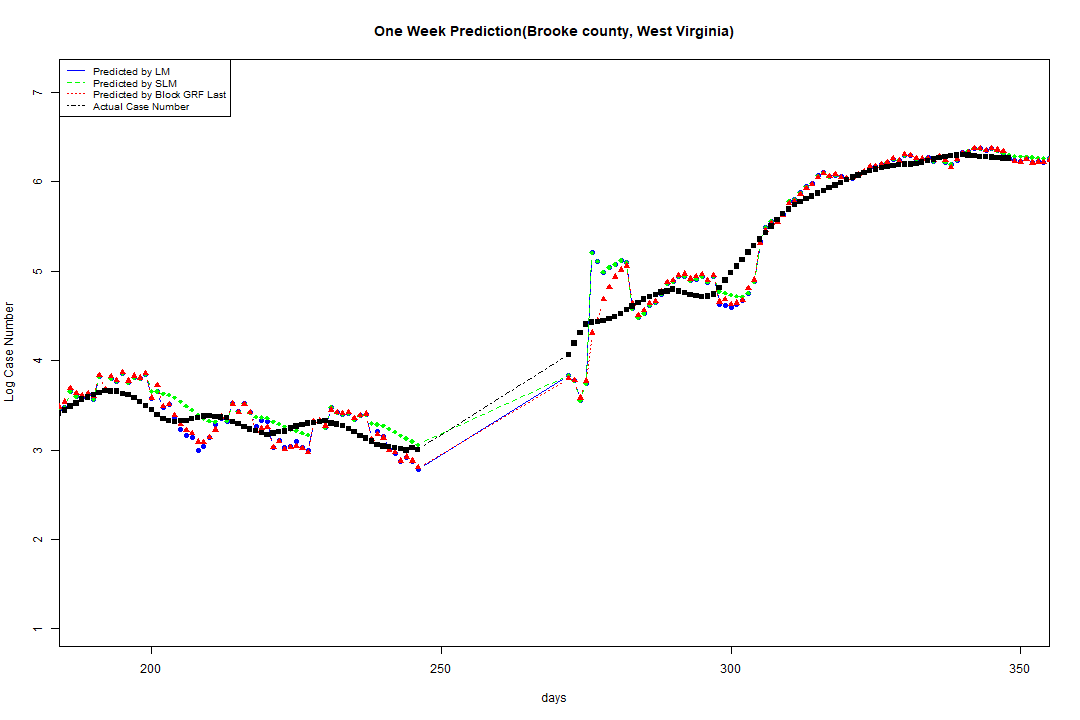 One Week Prediction(Brooke county, West Virginia)
Predicted by LM
Predicted by SLM
Predicted by Block GRF Last
Actual Case Number
7
6
5
4
3
2
1
Log Case Number
200 250 300 350
days